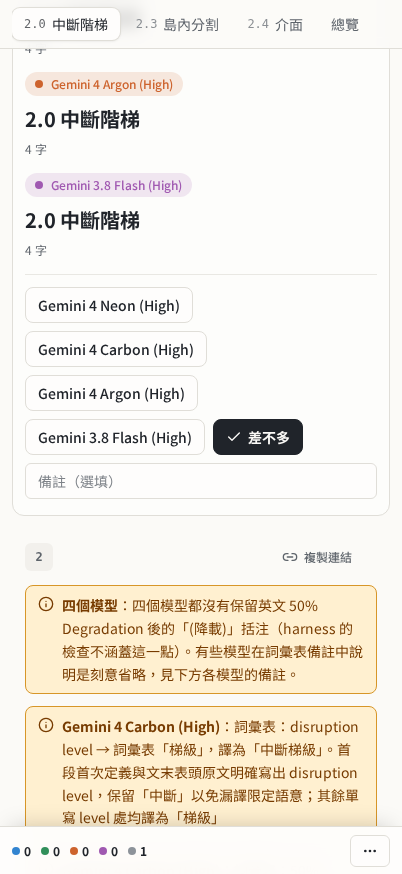 2.0 中斷階梯 2.3 島內分割 2.4 介面 總覽
4 字
Gemini 4 Argon (High)
2.0 中斷階梯
4 字
Gemini 3.8 Flash (High)
2.0 中斷階梯
4 字
Gemini 4 Neon (High)
Gemini 4 Carbon (High)
Gemini 4 Argon (High)
Gemini 3.8 Flash (High) 差不多
備註（選填）
2 複製連結
四個模型：四個模型都沒有保留英文 50%
Degradation 後的「(降載)」括注（harness 的
檢查不涵蓋這一點）。有些模型在詞彙表備註中說
明是刻意省略，見下方各模型的備註。
Gemini 4 Carbon (High)：詞彙表：disruption
level → 詞彙表「梯級」，譯為「中斷梯級」。首
段首次定義與文末表頭原文明確寫出 disruption
level，保留「中斷」以免漏譯限定語意；其餘單
寫 level 處均譯為「梯級」
0 0 0 0 1